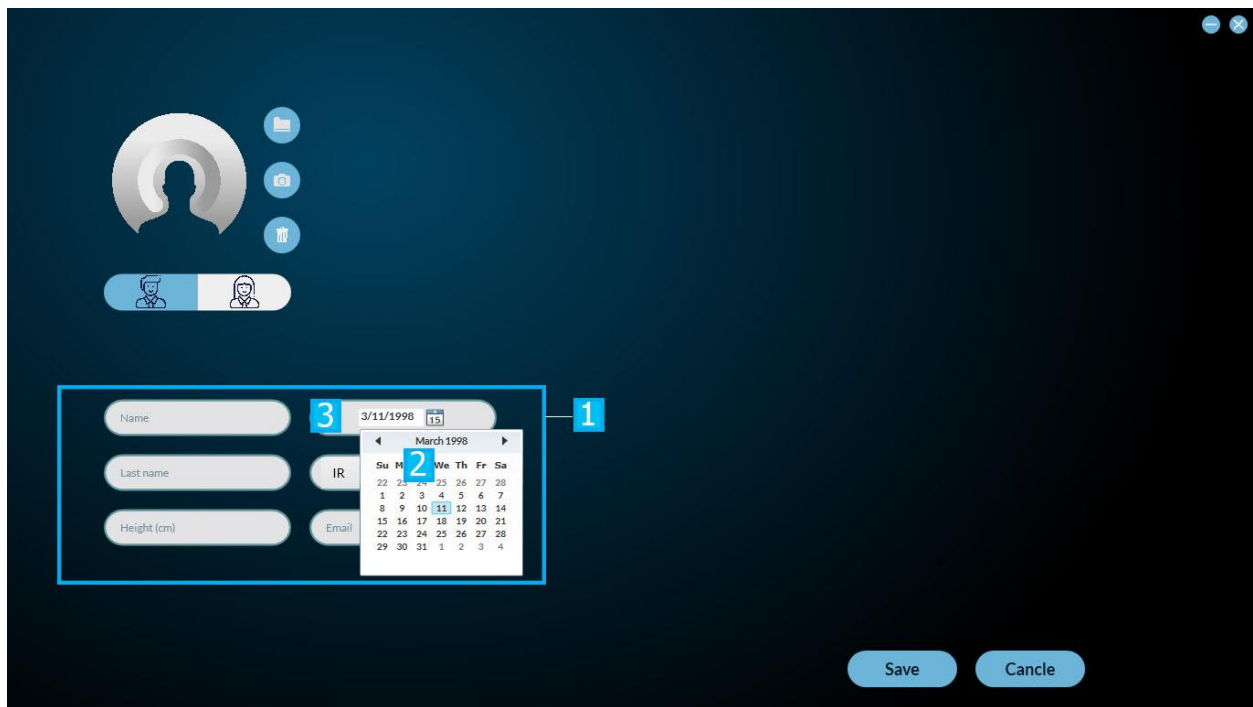 Name
3
3/11/1998
15
1
March 1998
2
Su M We Th Fr Sa
22 23 24 25 26 27 28
1 2 3 4 5 6 7
8 9 10 11 12 13 14
15 16 17 18 19 20 21
22 23 24 25 26 27 28
29 30 31 1 2 3 4
Last name
IR
Height (cm)
Email
Save
Cancle